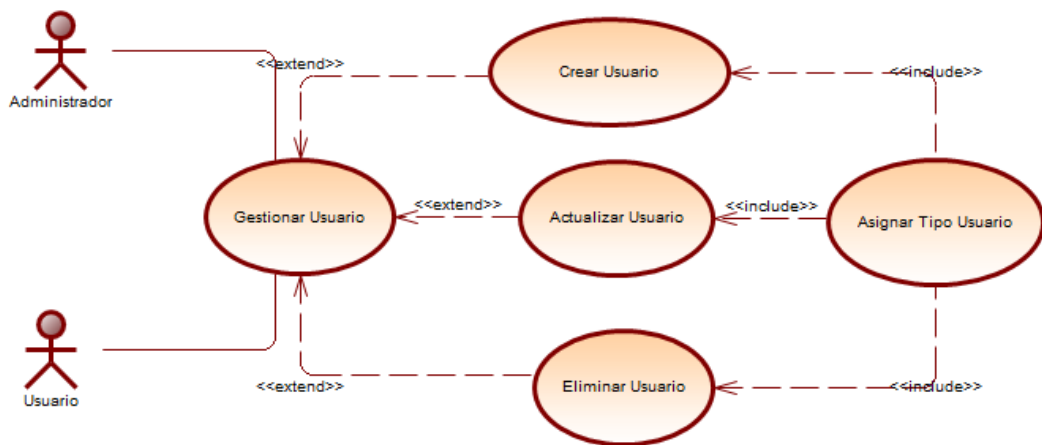 Administrador
<<extend>>
Crear Usuario
<<include>>
Gestionar Usuario
<<extend>>
Actualizar Usuario
<<include>>
Asignar Tipo Usuario
Usuario
<<extend>>
Eliminar Usuario
<<include>>